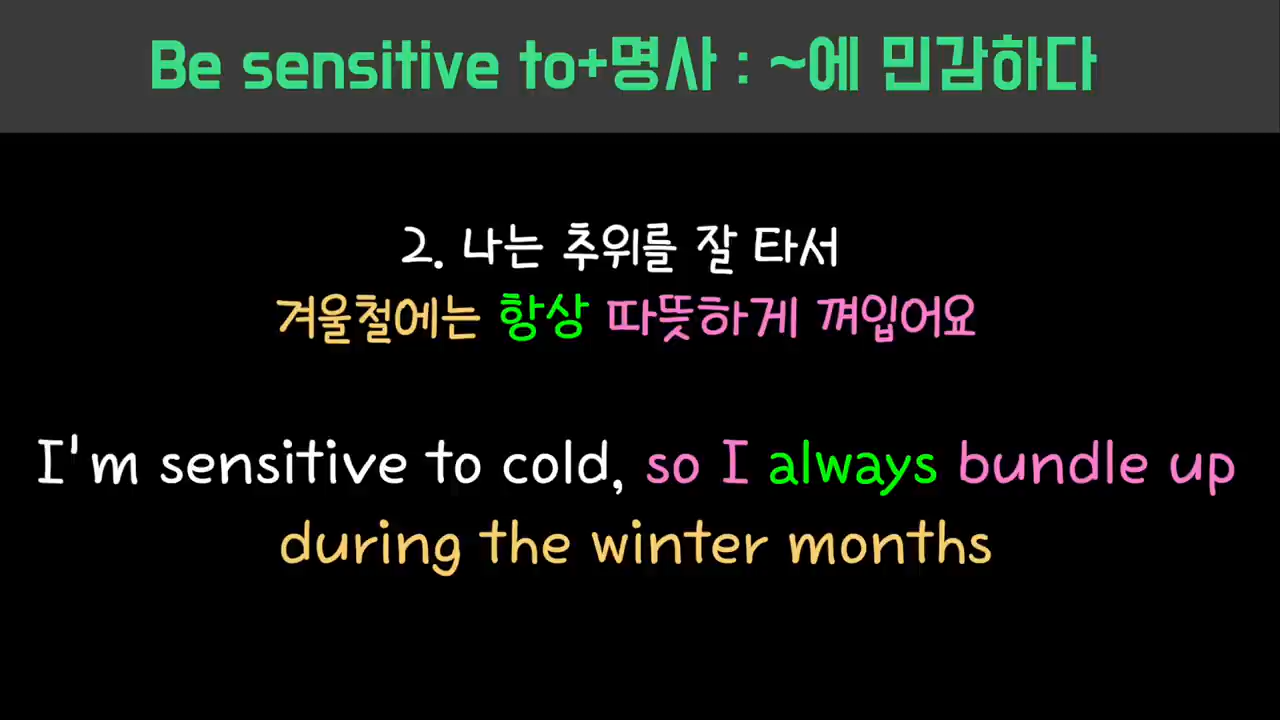 Be sensitive to+명사 : ~에 민감하다
2. 나는 추위를 잘 타서
겨울철에는 항상 따뜻하게 껴입어요
I'm sensitive to cold, so I always bundle up
during the winter months